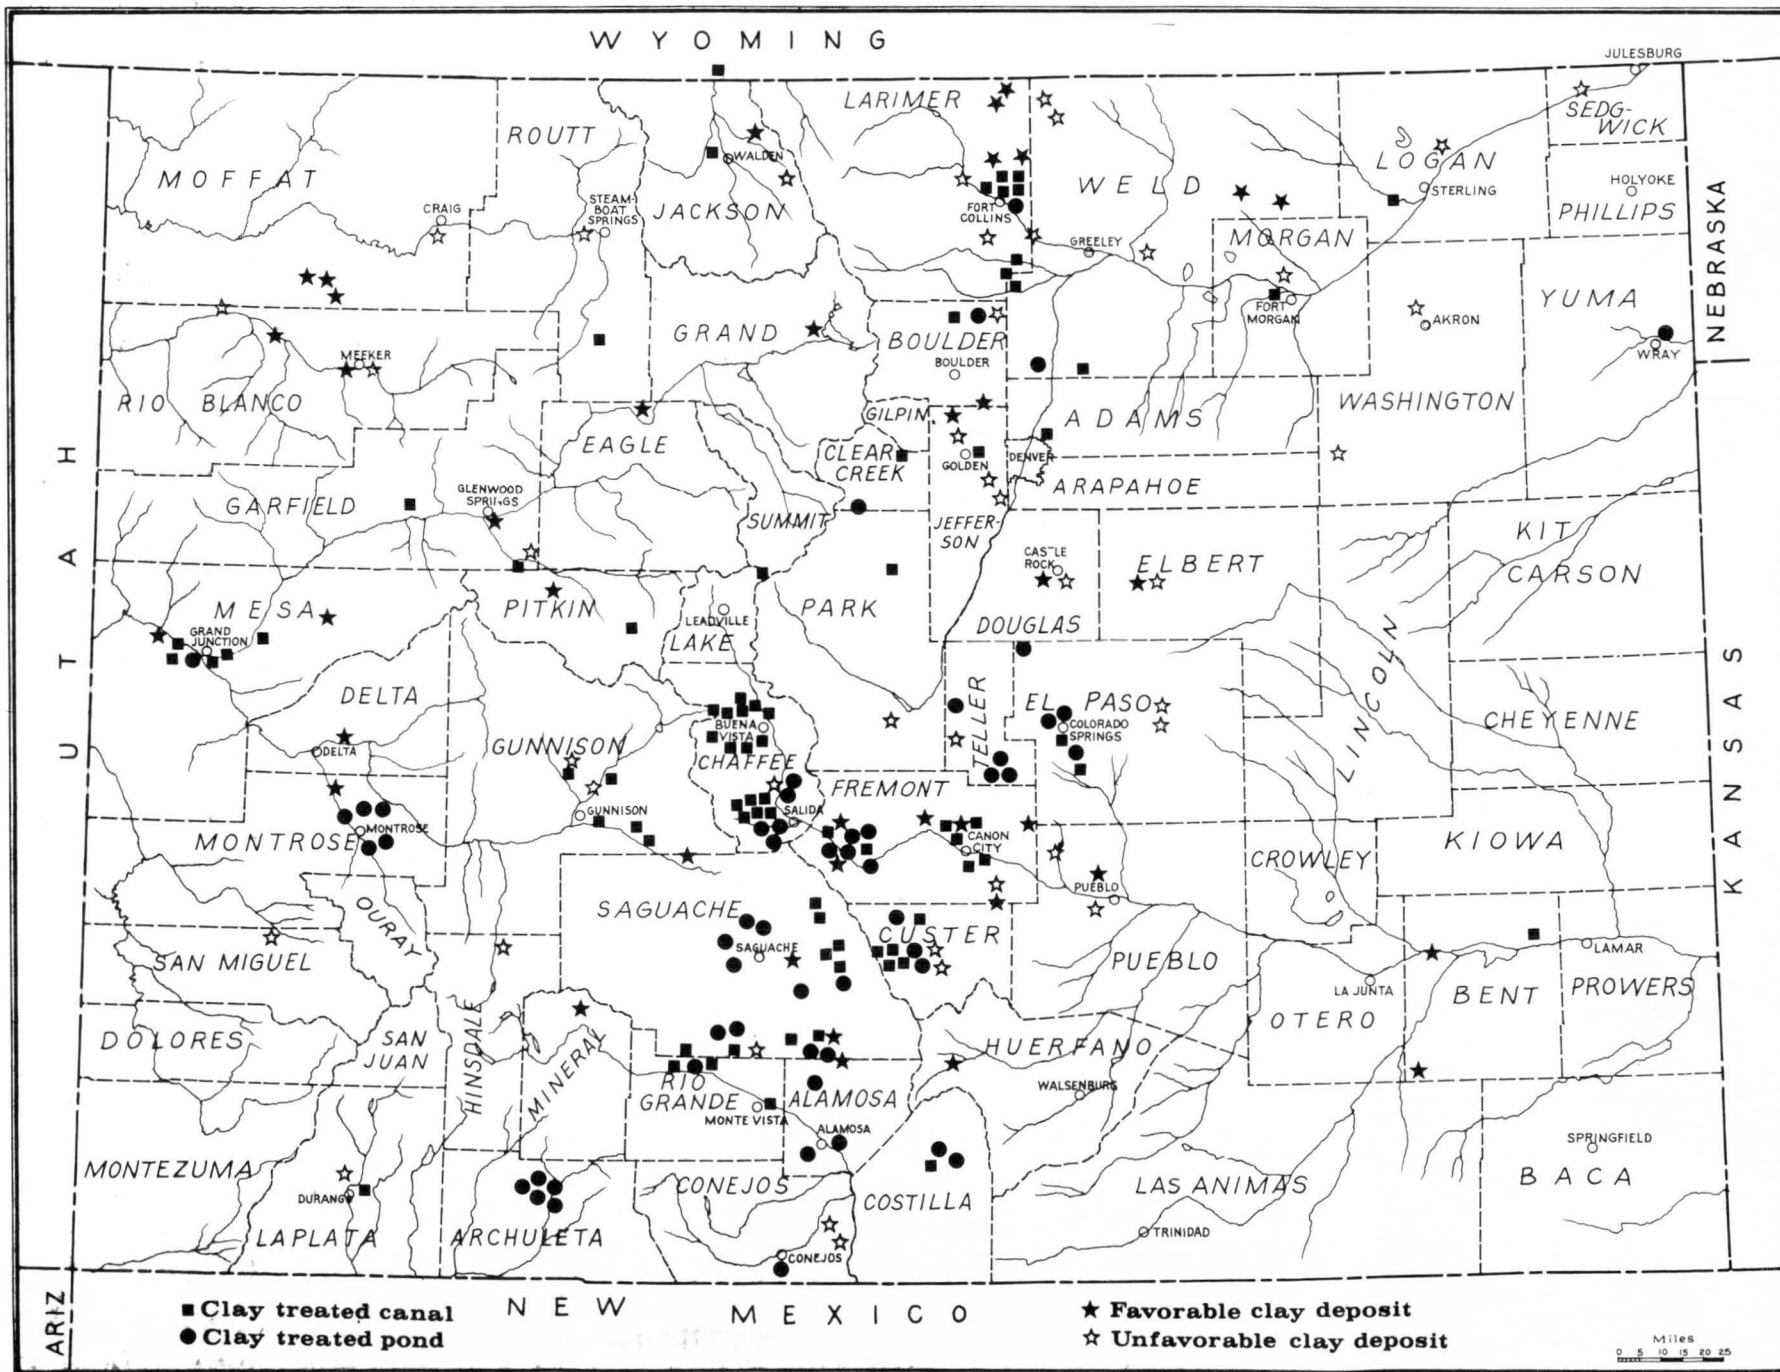 WYOMING
JULESBURG
LARIMER
SEDG-
WICK
ROUTT
WALDEN
LOGAN
MOFFAT
WELD
STERLING
HOLYOKE
PHILLIPS
CRAIG
STEAM-
BOAT
SPRINGS
JACKSON
FORT
COLLINS
GREELEY
MORGAN
NEBRASKA
YUMA
FORT
MORGAN
AKRON
WRAY
GRAND
BOULDER
BOULDER
MEEKER
RIO BLANCO
GILPIN
ADAMS
WASHINGTON
EAGLE
CLEAR
CREEK
GOLDEN
DENVER
UTAH
GARFIELD
GLENWOOD
SPRINGS
ARAPAHOE
SUMMIT
JEFFER-
SON
KIT
CARSON
CASTLE
ROCK
ELBERT
MESA
GRAND
JUNCTION
PITKIN
LEADVILLE
LAKE
PARK
DOUGLAS
LINCOLN
KANSAS
DELTA
TELLER
EL PASO
COLORADO
SPRINGS
CHEYENNE
DELTA
GUNNISON
BUENA
VISTA
CHAFFEE
FREMONT
GUNNISON
SALIDA
MONTROSE
MONTROSE
CANON
CITY
CROWLEY
KIOWA
PUEBLO
OURAY
SAGUACHE
SAGUACHE
CUSTER
SAN MIGUEL
PUEBLO
LAMAR
LA JUNTA
BENT
PROWERS
DOLORES
SAN
JUAN
HINSDALE
MINERAL
OTERO
HUERFANO
RIO
GRANDE
MONTE VISTA
ALAMOSA
WALSENBURG
ALAMOSA
SPRINGFIELD
MONTEZUMA
DURANGO
CONEJOS
COSTILLA
LAS ANIMAS
BACA
LAPLATA
ARCHULETA
TRINIDAD
CONEJOS
ARIZ
NEW MEXICO
Clay treated canal
Clay treated pond
Favorable clay deposit
Unfavorable clay deposit
Miles
0 5 10 15 20 25